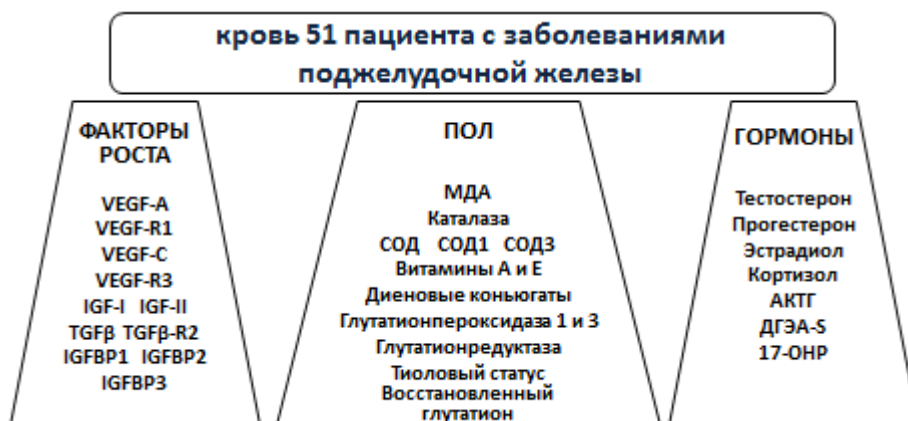 кровь 51 пациента с заболеваниями
поджелудочной железы
ФАКТОРЫ
РОСТА
VEGF-A
VEGF-R1
VEGF-C
VEGF-R3
IGF-I IGF-II
TGFβ TGFβ-R2
IGFBP1 IGFBP2
IGFBP3
ПОЛ
МДА
Каталаза
СОД СОД1 СОД3
Витамины А и Е
Диеновые коньюгаты
Глутатионпероксидаза 1 и 3
Глутатионредуктаза
Тиоловый статус
Восстановленный
глутатион
ГОРМОНЫ
Тестостерон
Прогестерон
Эстрадиол
Кортизол
АКТГ
ДГЭА-S
17-ОНР